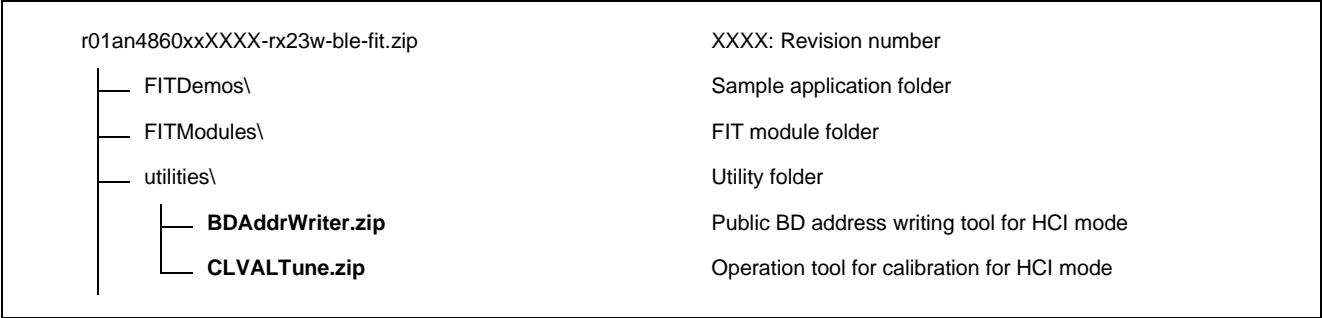 r01an4860xxXXXX-rx23w-ble-fit.zip XXXX: Revision number
FITDemos\ Sample application folder
FITModules\ FIT module folder
utilities\ Utility folder
BDAddrWriter.zip Public BD address writing tool for HCI mode
CLVALTune.zip Operation tool for calibration for HCI mode